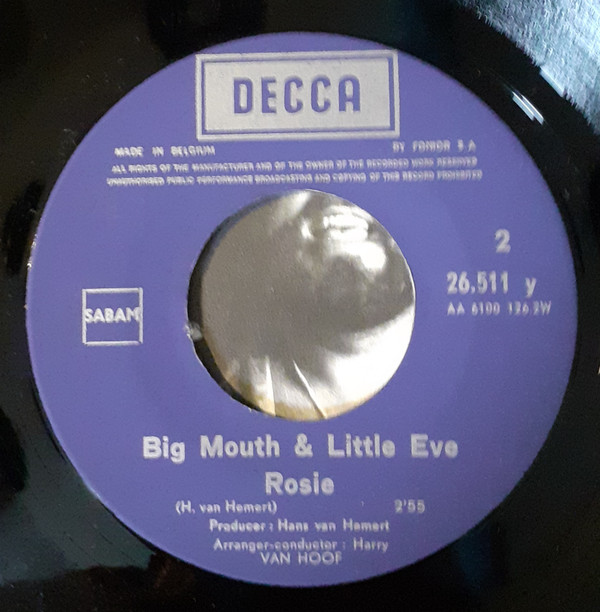 DECCA
MADE IN BELGIUM BY FONIOR S.A
ALL RIGHTS OF THE MANUFACTURER AND OF THE OWNER OF THE RECORDED WORK RESERVED
UNAUTHORISED PUBLIC PERFORMANCE BROADCASTING AND COPYING OF THIS RECORD PROHIBITED
2
26.511 y
AA 6100 126 2W
SABAM
Big Mouth & Little Eve
Rosie
(H. van Hemert) 2'55
Producer : Hans van Hemert
Arranger-conductor : Harry
VAN HOOF